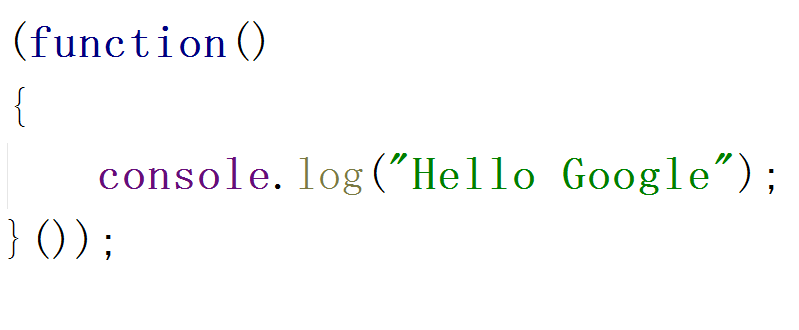 (function()
{
console.log("Hello Google");
}());